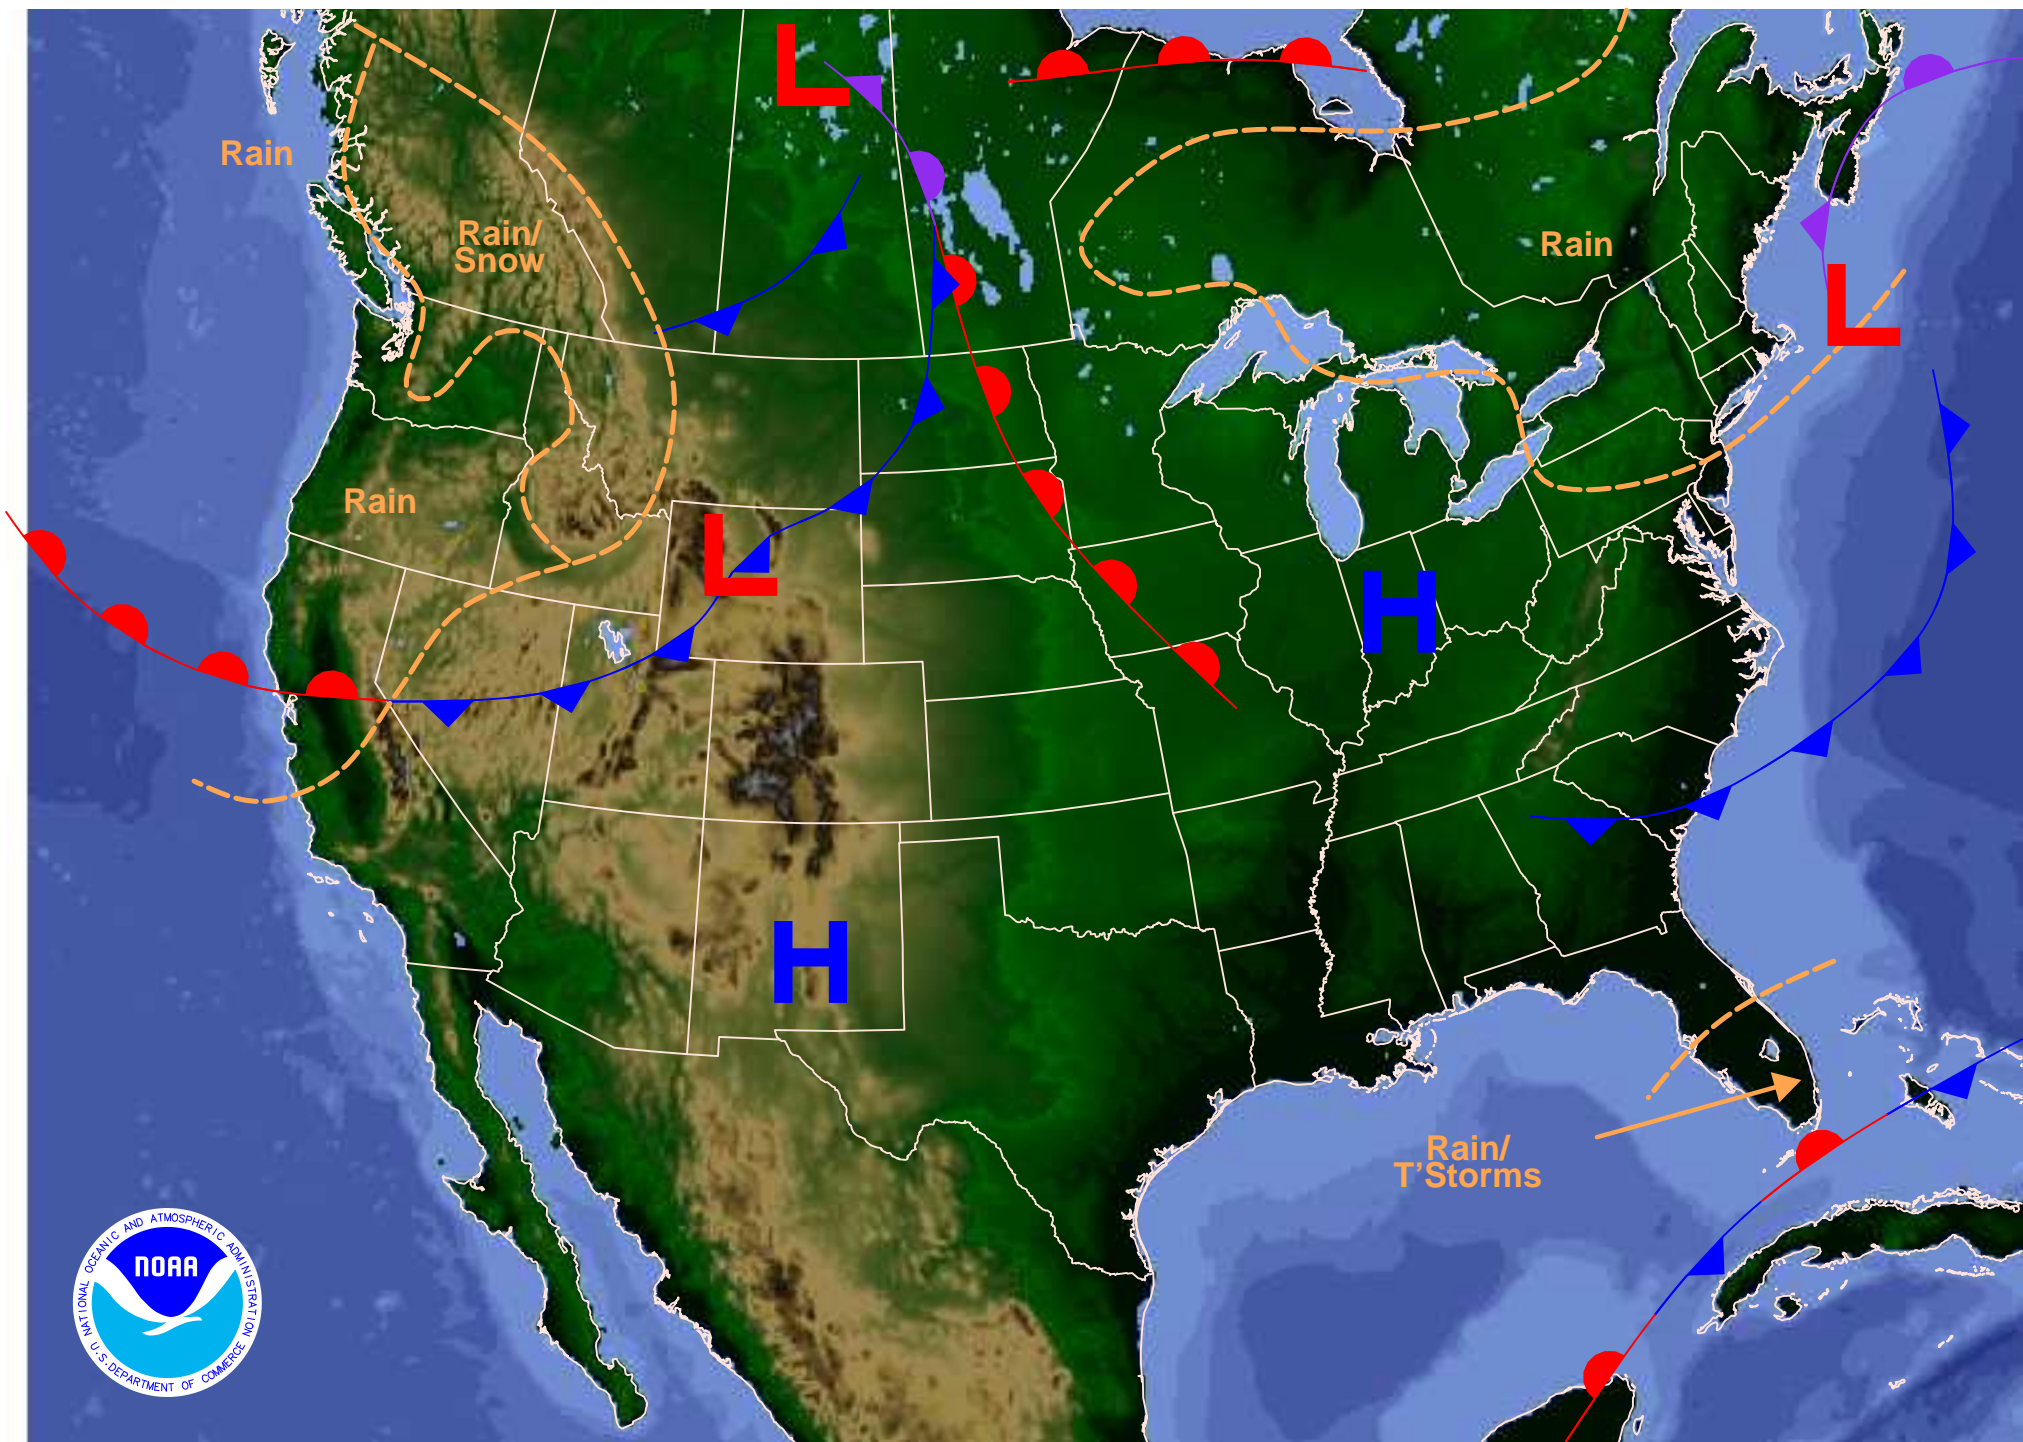 L
Rain
Rain/
Snow
Rain
L
Rain
L
H
H
Rain/
T'Storms
NATIONAL OCEANIC AND ATMOSPHERIC ADMINISTRATION
NOAA
U.S. DEPARTMENT OF COMMERCE